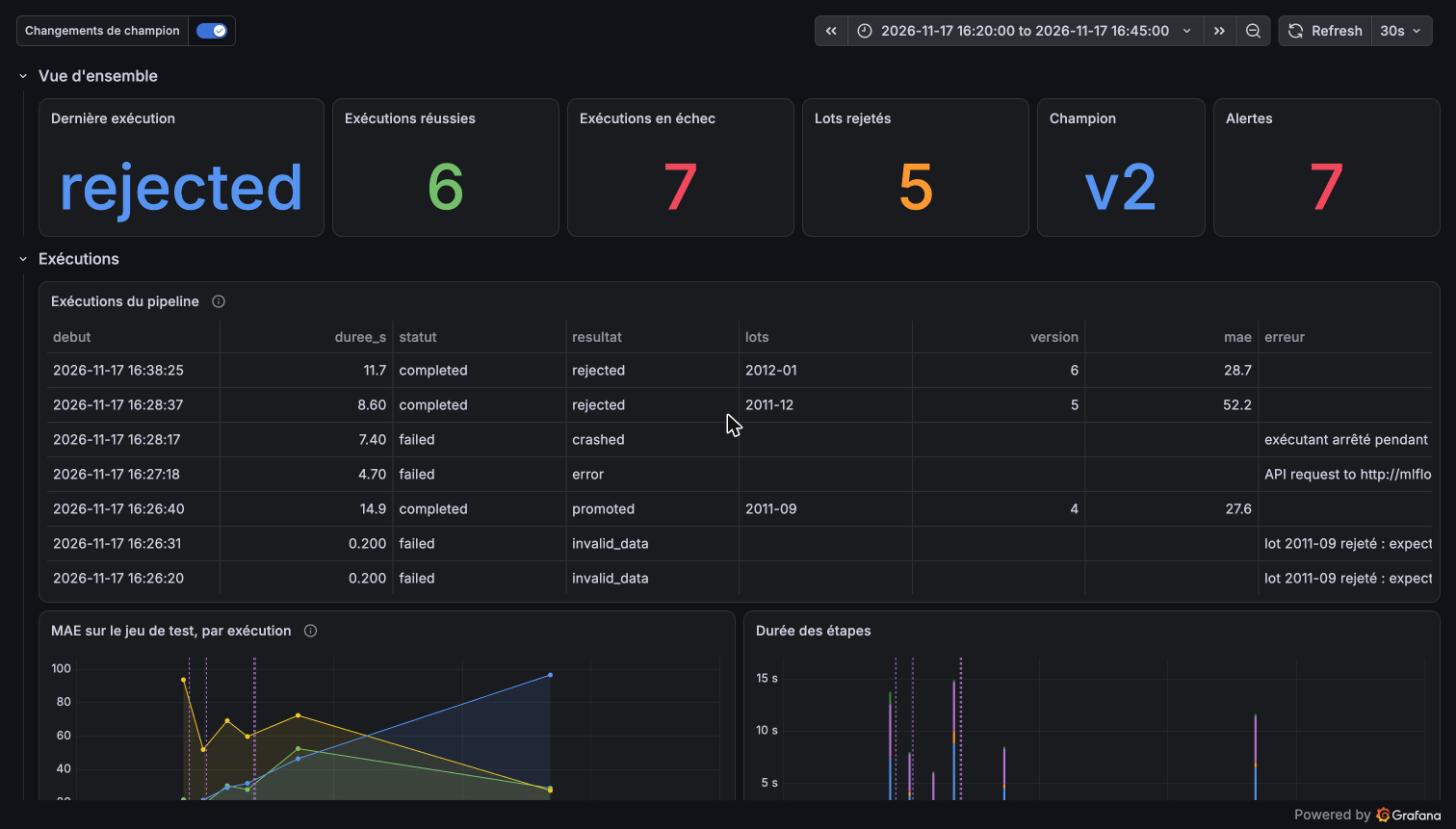 Changements de champion
2026-11-17 16:20:00 to 2026-11-17 16:45:00
Refresh
30s
Vue d'ensemble
Dernière exécution
rejected
Exécutions réussies
6
Exécutions en échec
7
Lots rejetés
5
Champion
v2
Alertes
7
Exécutions
Exécutions du pipeline
debut duree_s statut resultat lots version mae erreur
2026-11-17 16:38:25 11.7 completed rejected 2012-01 6 28.7
2026-11-17 16:28:37 8.60 completed rejected 2011-12 5 52.2
2026-11-17 16:28:17 7.40 failed crashed exécutant arrêté pendant
2026-11-17 16:27:18 4.70 failed error API request to http://mlflo
2026-11-17 16:26:40 14.9 completed promoted 2011-09 4 27.6
2026-11-17 16:26:31 0.200 failed invalid_data lot 2011-09 rejeté : expect
2026-11-17 16:26:20 0.200 failed invalid_data lot 2011-09 rejeté : expect
MAE sur le jeu de test, par exécution
100
80
60
40
Durée des étapes
15 s
10 s
5 s
Powered by Grafana